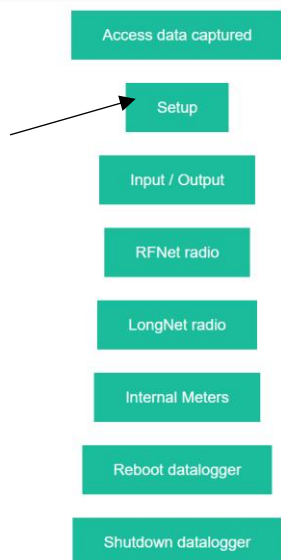 Access data captured
Setup
Input / Output
RFNet radio
LongNet radio
Internal Meters
Reboot datalogger
Shutdown datalogger